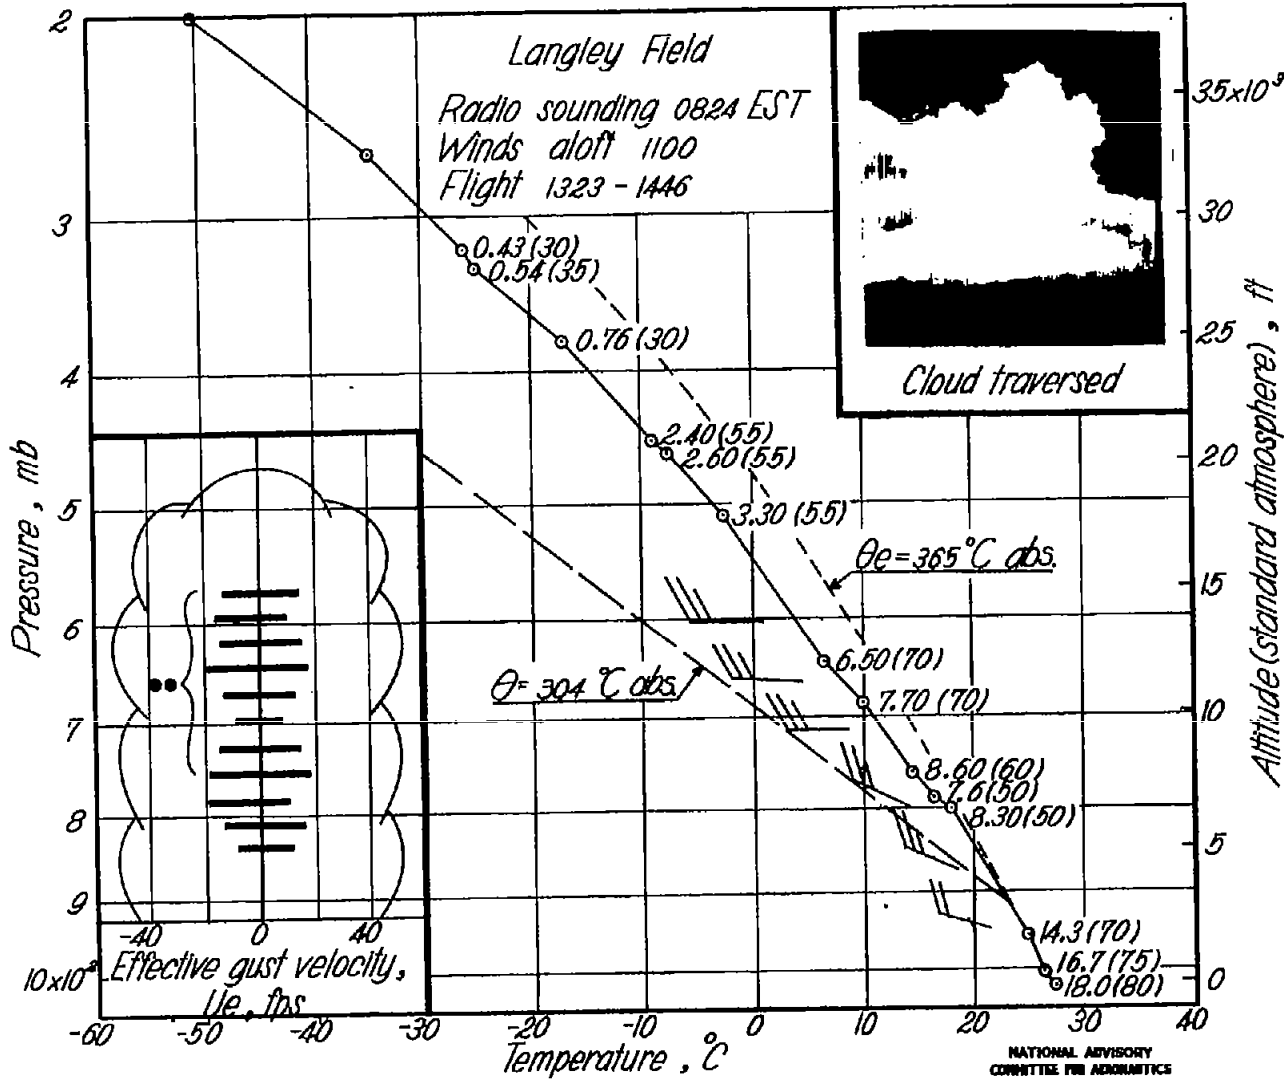 Langley Field
Radio sounding 0824 EST
Winds aloft 1100
Flight 1323 - 1446
Cloud traversed
Pressure, mb
2
3
4
5
6
7
8
9
10x10²
Altitude (standard atmosphere), ft
35x10³
30
25
20
15
10
5
0
0.43(30)
0.54(35)
0.76(30)
2.40(55)
2.60(55)
3.30(55)
θe=365°C abs.
6.50(70)
θ=304 °C abs.
7.70(70)
8.60(60)
7.6(50)
8.30(50)
14.3(70)
16.7(75)
18.0(80)
-40 0 40
Effective gust velocity,
Ue, fps
-60 -50 -40 -30 -20 -10 0 10 20 30 40
Temperature, °C
NATIONAL ADVISORY
COMMITTEE FOR AERONAUTICS